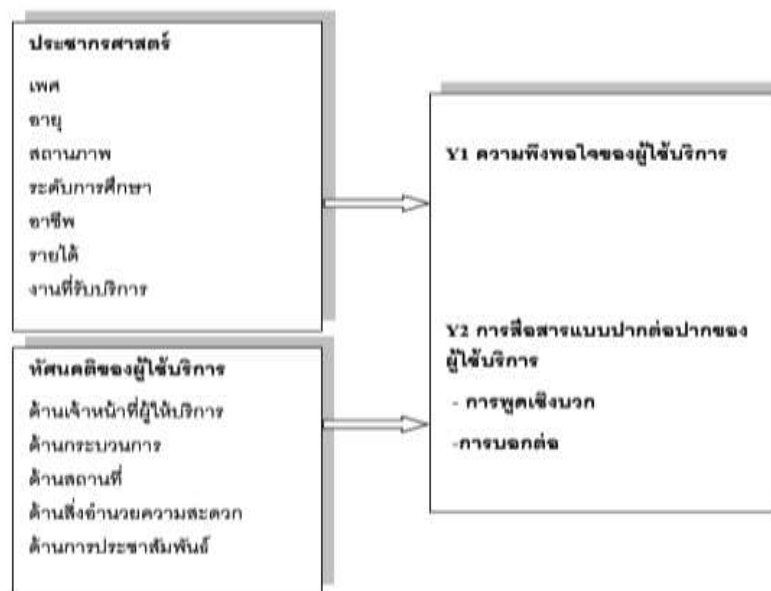 ประชากรศาสตร์
เพศ
อายุ
สถานภาพ
ระดับการศึกษา
อาชีพ
รายได้
งานที่รับบริการ
ทัศนคติของผู้ใช้บริการ
ด้านเจ้าหน้าที่ผู้ให้บริการ
ด้านกระบวนการ
ด้านสถานที่
ด้านสิ่งอำนวยความสะดวก
ด้านการประชาสัมพันธ์
Y1 ความพึงพอใจของผู้ใช้บริการ
Y2 การสื่อสารแบบปากต่อปากของ
ผู้ใช้บริการ
- การพูดเชิงบวก
-การบอกต่อ